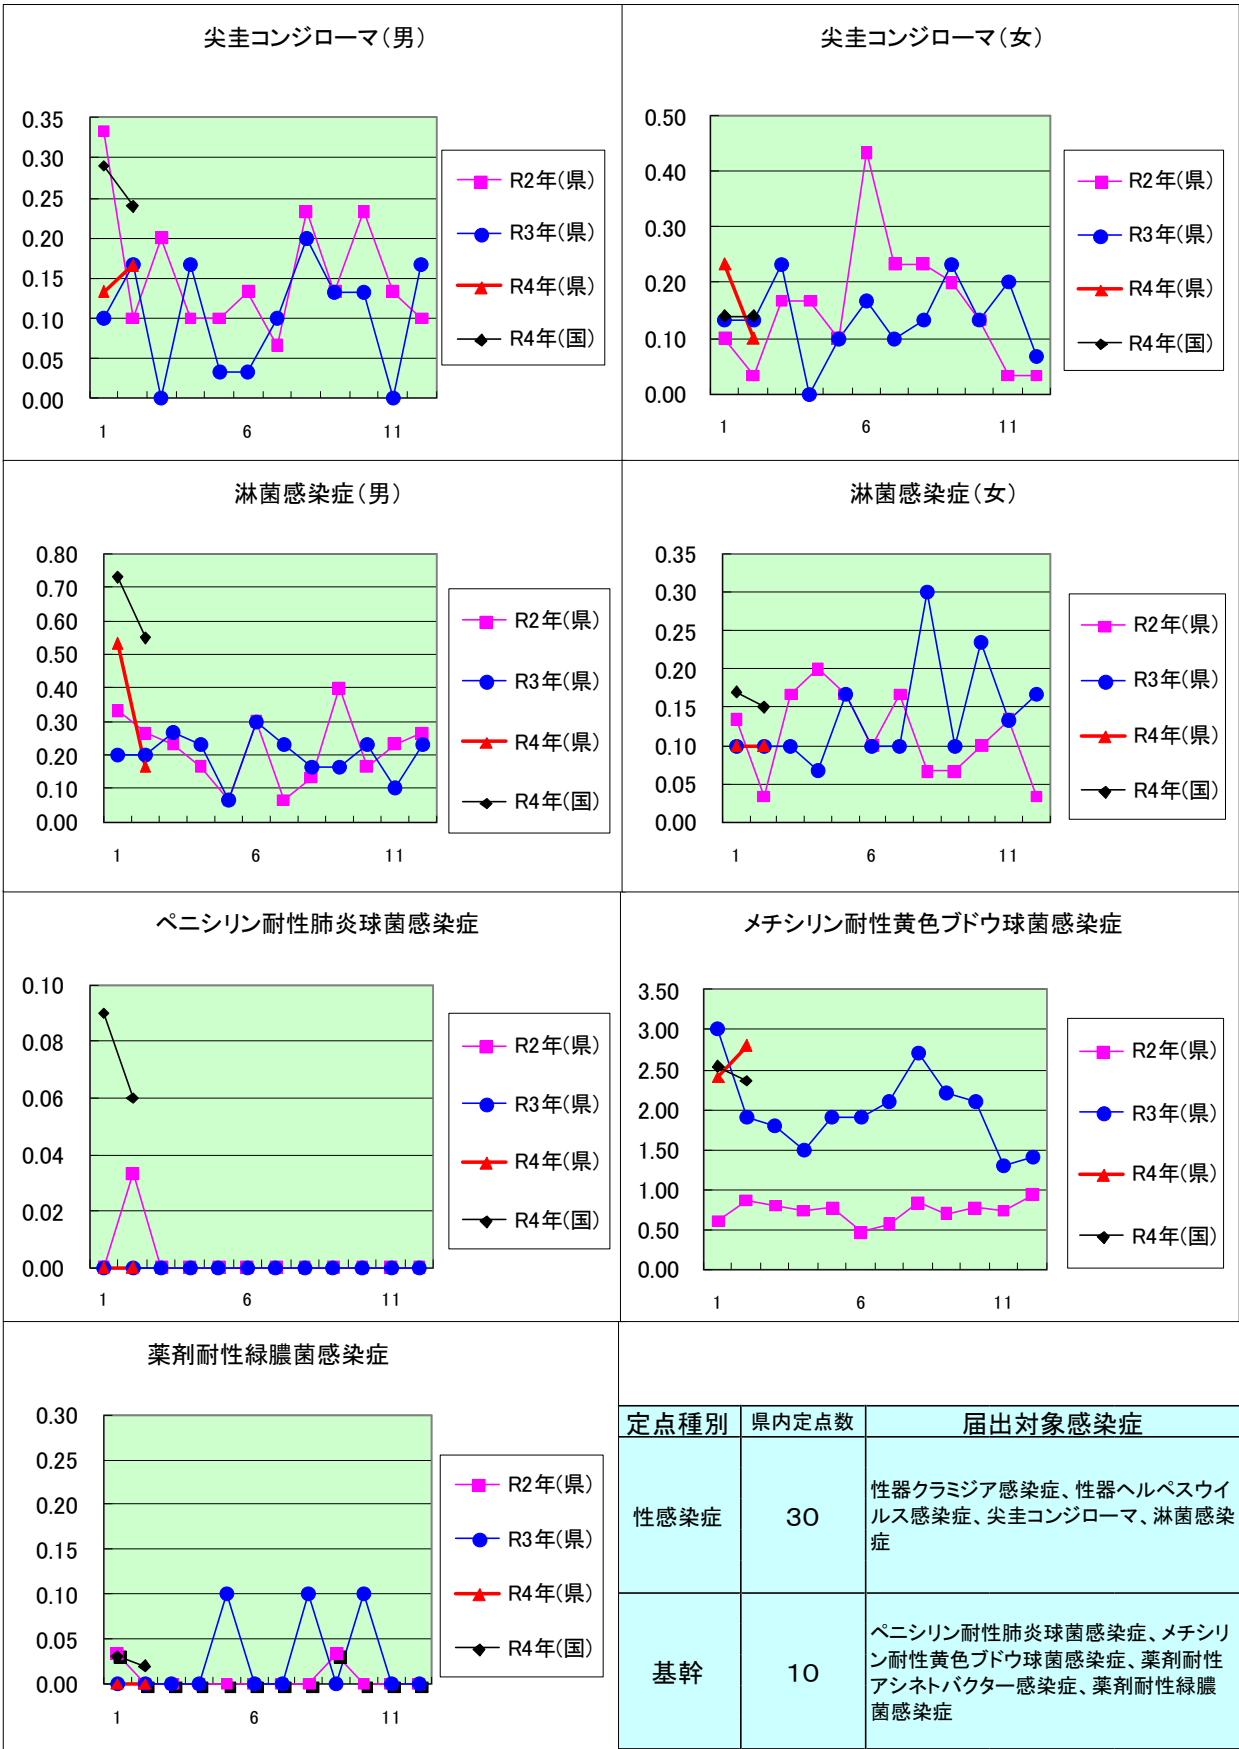 尖圭コンジローマ(男)
0.35
0.30
0.25
0.20
0.15
0.10
0.05
0.00
1 6 11
R2年(県)
R3年(県)
R4年(県)
R4年(国)
尖圭コンジローマ(女)
0.50
0.40
0.30
0.20
0.10
0.00
1 6 11
R2年(県)
R3年(県)
R4年(県)
R4年(国)
淋菌感染症(男)
0.80
0.70
0.60
0.50
0.40
0.30
0.20
0.10
0.00
1 6 11
R2年(県)
R3年(県)
R4年(県)
R4年(国)
淋菌感染症(女)
0.35
0.30
0.25
0.20
0.15
0.10
0.05
0.00
1 6 11
R2年(県)
R3年(県)
R4年(県)
R4年(国)
ペニシリン耐性肺炎球菌感染症
0.10
0.08
0.06
0.04
0.02
0.00
1 6 11
R2年(県)
R3年(県)
R4年(県)
R4年(国)
メチシリン耐性黄色ブドウ球菌感染症
3.50
3.00
2.50
2.00
1.50
1.00
0.50
0.00
1 6 11
R2年(県)
R3年(県)
R4年(県)
R4年(国)
薬剤耐性緑膿菌感染症
0.30
0.25
0.20
0.15
0.10
0.05
0.00
1 6 11
R2年(県)
R3年(県)
R4年(県)
R4年(国)
定点種別 県内定点数 届出対象感染症
性感染症 30 性器クラミジア感染症、性器ヘルペスウイ
ルス感染症、尖圭コンジローマ、淋菌感染
症
基幹 10 ペニシリン耐性肺炎球菌感染症、メチシリ
ン耐性黄色ブドウ球菌感染症、薬剤耐性
アシネトバクター感染症、薬剤耐性緑膿
菌感染症